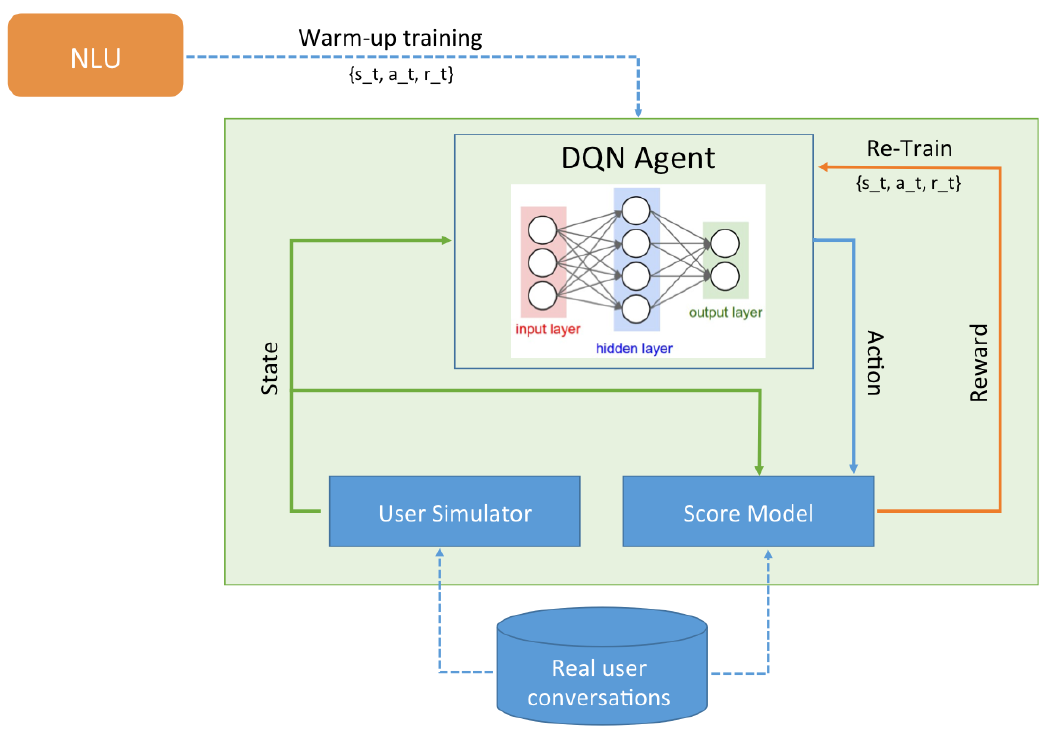 NLU
Warm-up training
{s_t, a_t, r_t}
DQN Agent
Re-Train
{s_t, a_t, r_t}
input layer
hidden layer
output layer
State
Action
Reward
User Simulator
Score Model
Real user
conversations